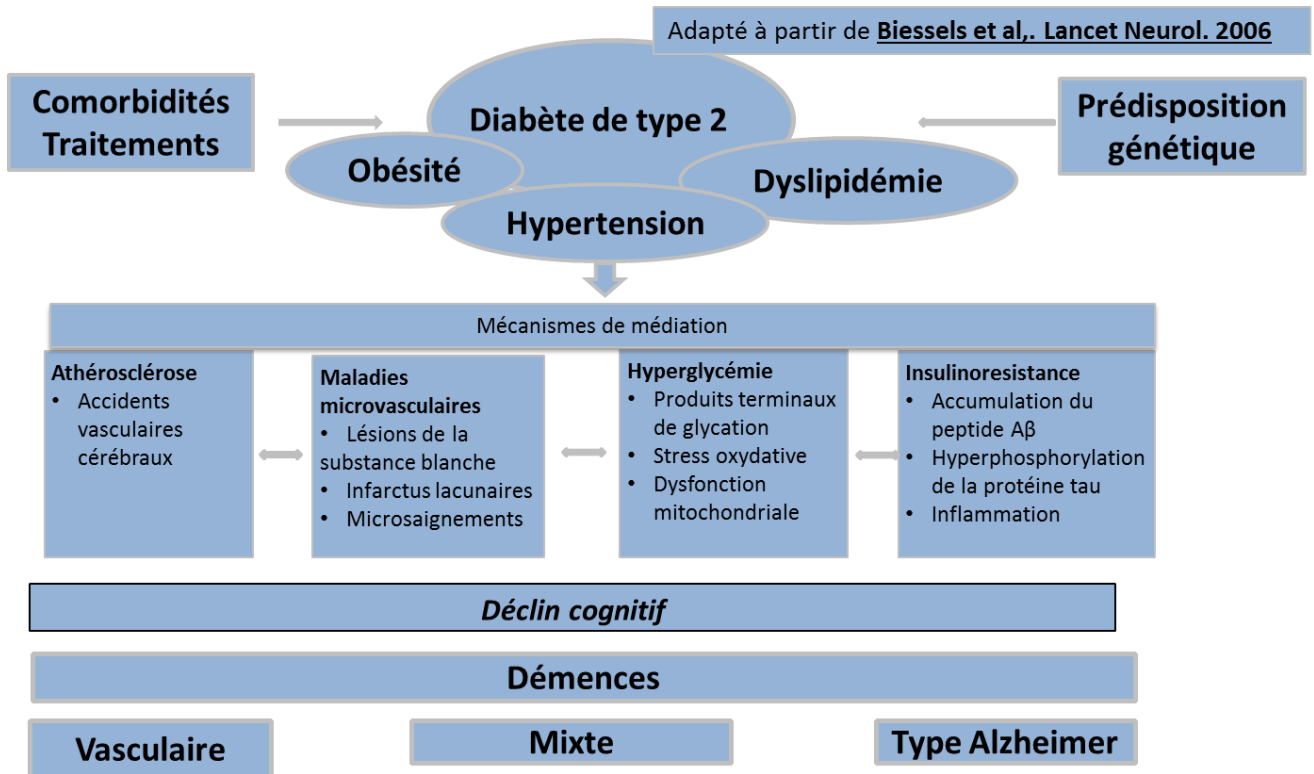 Adapté à partir de Biessels et al,. Lancet Neurol. 2006
Comorbidités
Traitements
Diabète de type 2
Prédisposition
génétique
Obésité
Dyslipidémie
Hypertension
Mécanismes de médiation
Athérosclérose
• Accidents
vasculaires
cérébraux
Maladies
microvasculaires
• Lésions de la
substance blanche
• Infarctus lacunaires
• Microsaignements
Hyperglycémie
• Produits terminaux
de glycation
• Stress oxydative
• Dysfonction
mitochondriale
Insulinoresistance
• Accumulation du
peptide Aβ
• Hyperphosphorylation
de la protéine tau
• Inflammation
Déclin cognitif
Démences
Vasculaire
Mixte
Type Alzheimer